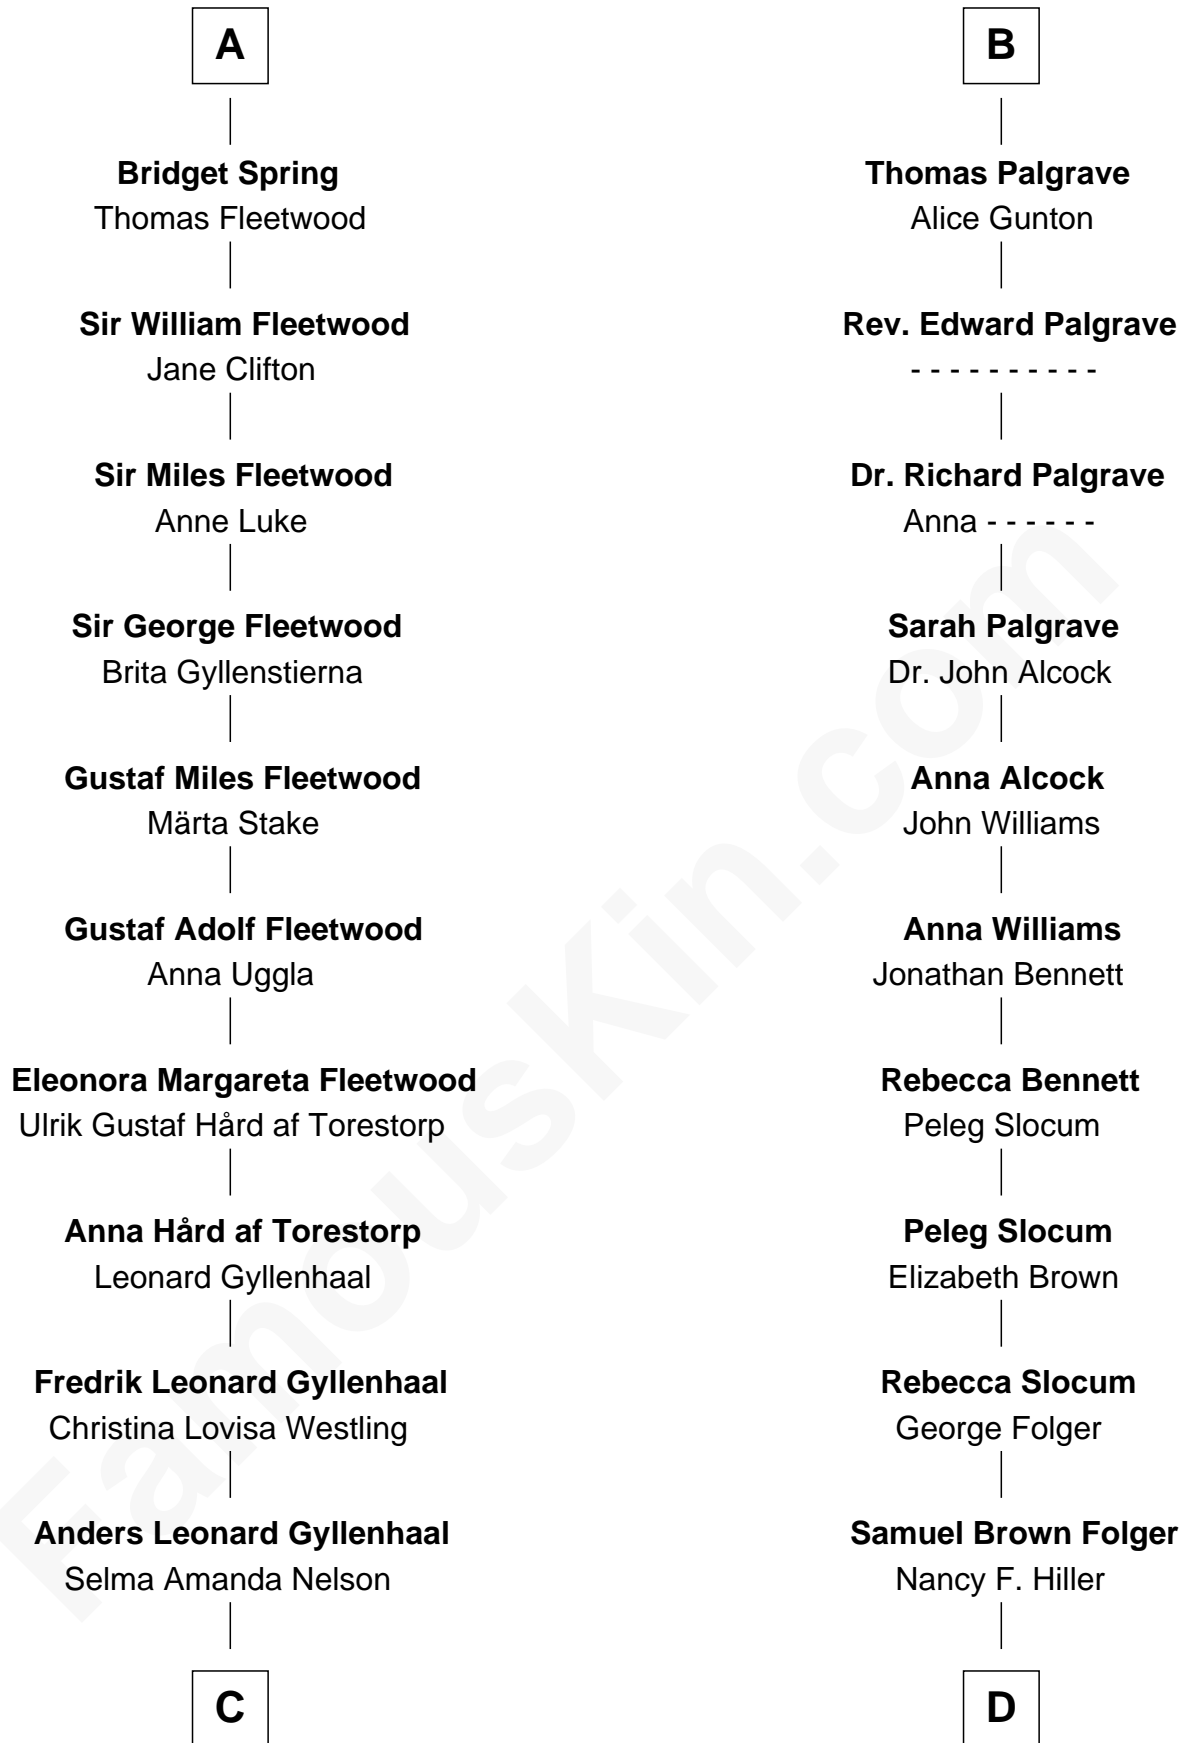 A
Bridget Spring
Thomas Fleetwood
Sir William Fleetwood
Jane Clifton
Sir Miles Fleetwood
Anne Luke
Sir George Fleetwood
Brita Gyllenstierna
Gustaf Miles Fleetwood
Märta Stake
Gustaf Adolf Fleetwood
Anna Uggla
Eleonora Margareta Fleetwood
Ulrik Gustaf Hård af Torestorp
Anna Hård af Torestorp
Leonard Gyllenhaal
Fredrik Leonard Gyllenhaal
Christina Lovisa Westling
Anders Leonard Gyllenhaal
Selma Amanda Nelson
C
B
Thomas Palgrave
Alice Gunton
Rev. Edward Palgrave
- - - - - - - - - -
Dr. Richard Palgrave
Anna - - - - - -
Sarah Palgrave
Dr. John Alcock
Anna Alcock
John Williams
Anna Williams
Jonathan Bennett
Rebecca Bennett
Peleg Slocum
Peleg Slocum
Elizabeth Brown
Rebecca Slocum
George Folger
Samuel Brown Folger
Nancy F. Hiller
D
FamousKin.com